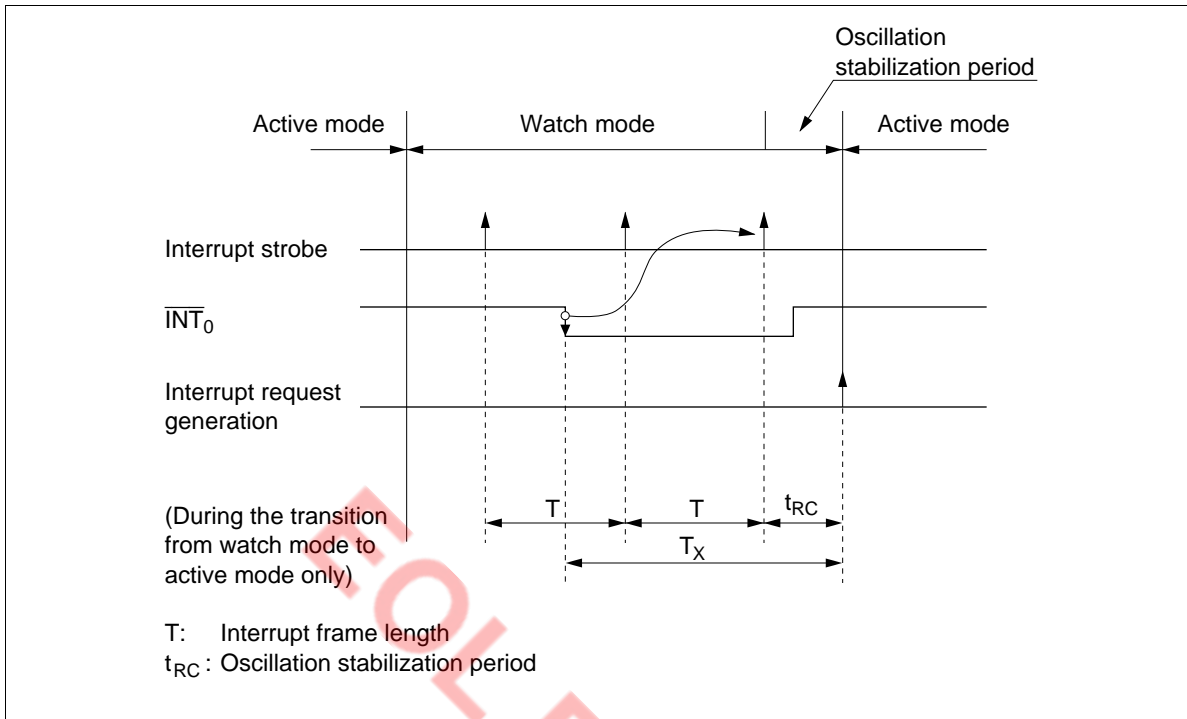 Oscillation
stabilization period
Active mode Watch mode Active mode
Interrupt strobe
INT0
Interrupt request
generation
T T tRC
TX
(During the transition
from watch mode to
active mode only)
T: Interrupt frame length
tRC : Oscillation stabilization period
EOL